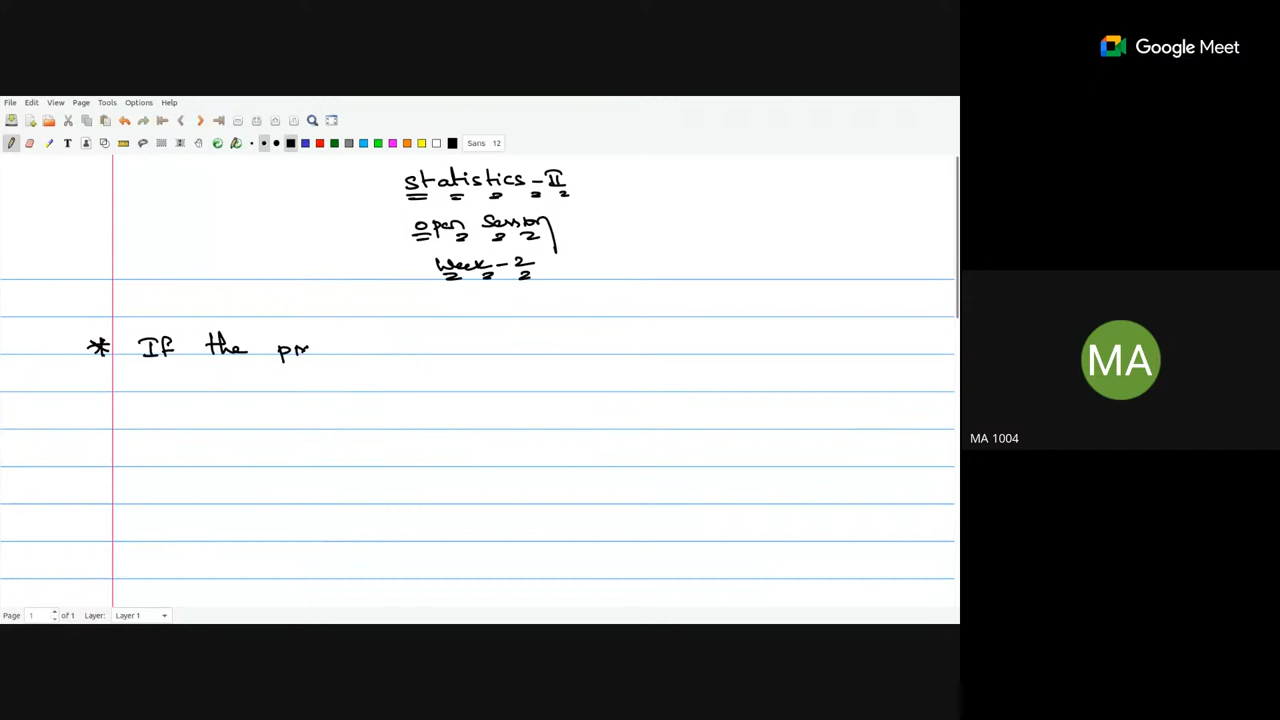 Google Meet
File Edit View Page Tools Options Help
Sans 12
Statistics - II
Open Session
Week - 2
* If the pr
MA
MA 1004
Page 1 of 1 Layer: Layer 1